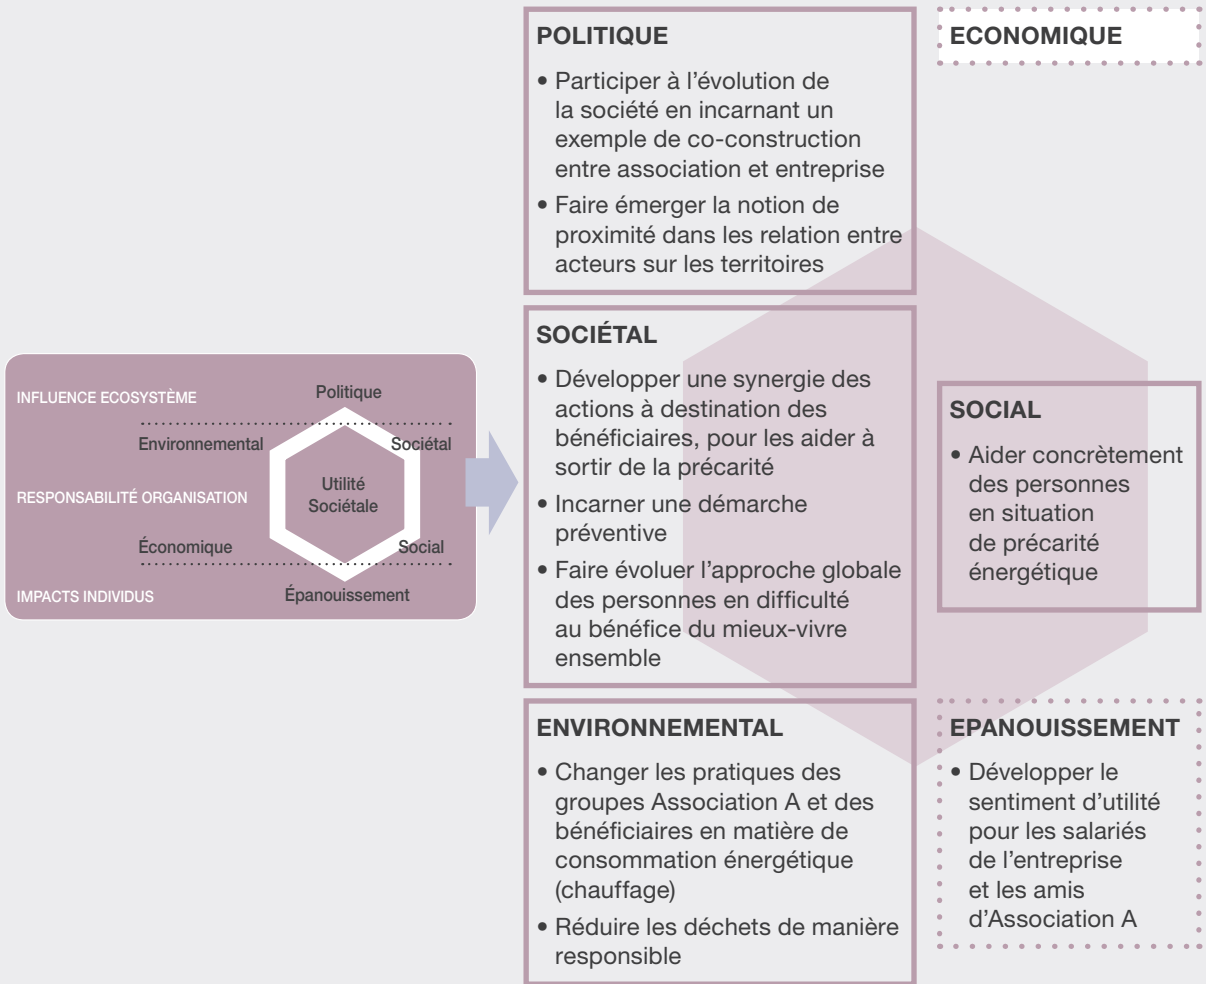 INFLUENCE ECOSYSTÈME
Politique
Environnemental
Sociétal
RESPONSABILITÉ ORGANISATION
Utilité
Sociétale
Économique
Social
IMPACTS INDIVIDUS
Épanouissement
POLITIQUE
• Participer à l’évolution de
la société en incarnant un
exemple de co-construction
entre association et entreprise
• Faire émerger la notion de
proximité dans les relation entre
acteurs sur les territoires
ECONOMIQUE
SOCIÉTAL
• Développer une synergie des
actions à destination des
bénéficiaires, pour les aider à
sortir de la précarité
• Incarner une démarche
préventive
• Faire évoluer l’approche globale
des personnes en difficulté
au bénéfice du mieux-vivre
ensemble
SOCIAL
• Aider concrètement
des personnes
en situation
de précarité
énergétique
ENVIRONNEMENTAL
• Changer les pratiques des
groupes Association A et des
bénéficiaires en matière de
consommation énergétique
(chauffage)
• Réduire les déchets de manière
responsible
EPANOUISSEMENT
• Développer le
sentiment d’utilité
pour les salariés
de l’entreprise
et les amis
d’Association A